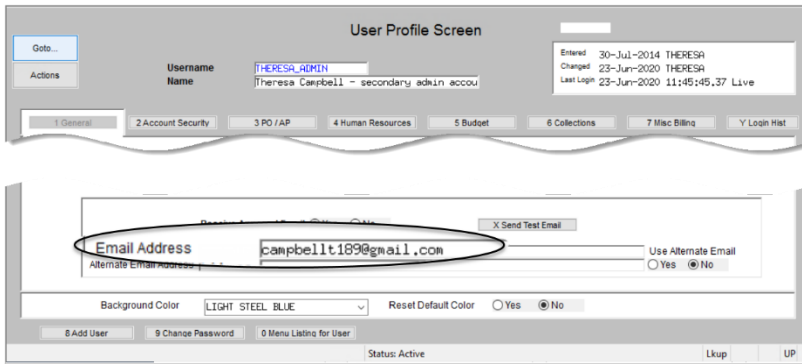 User Profile Screen
Goto...
Actions
Username THERESA_ADMIN
Name Theresa Campbell - secondary admin accou
Entered 30-Jul-2014 THERESA
Changed 23-Jun-2020 THERESA
Last Login 23-Jun-2020 11:45:45.37 Live
1 General 2 Account Security 3 PO / AP 4 Human Resources 5 Budget 6 Collections 7 Misc Billing Y Login Hist
X Send Test Email
Email Address campbellt189@gmail.com
Use Alternate Email
Alternate Email Address
Yes No
Background Color LIGHT STEEL BLUE Reset Default Color Yes No
8 Add User 9 Change Password 0 Menu Listing for User
Status: Active Lkup UP